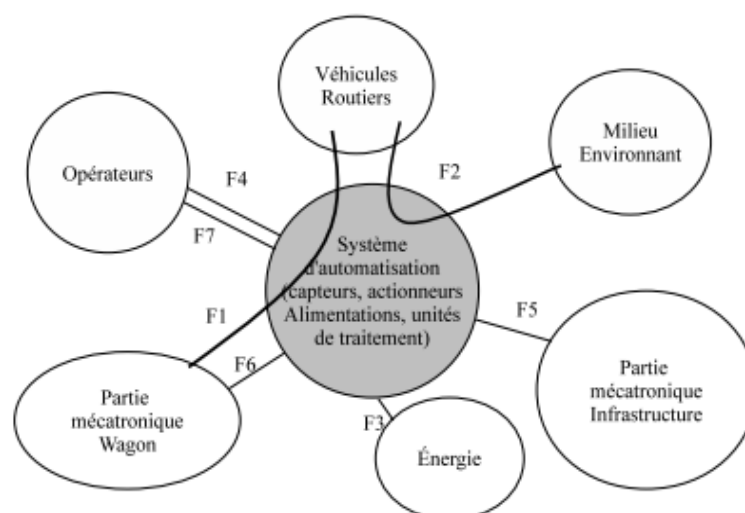 Véhicules
Routiers
Milieu
Environnant
Opérateurs
F4
F2
F7
Système
d'automatisation
(capteurs, actionneurs
Alimentations, unités
de traitement)
F1
F5
F6
Partie
mécatronique
Infrastructure
Partie
mécatronique
Wagon
F3
Énergie